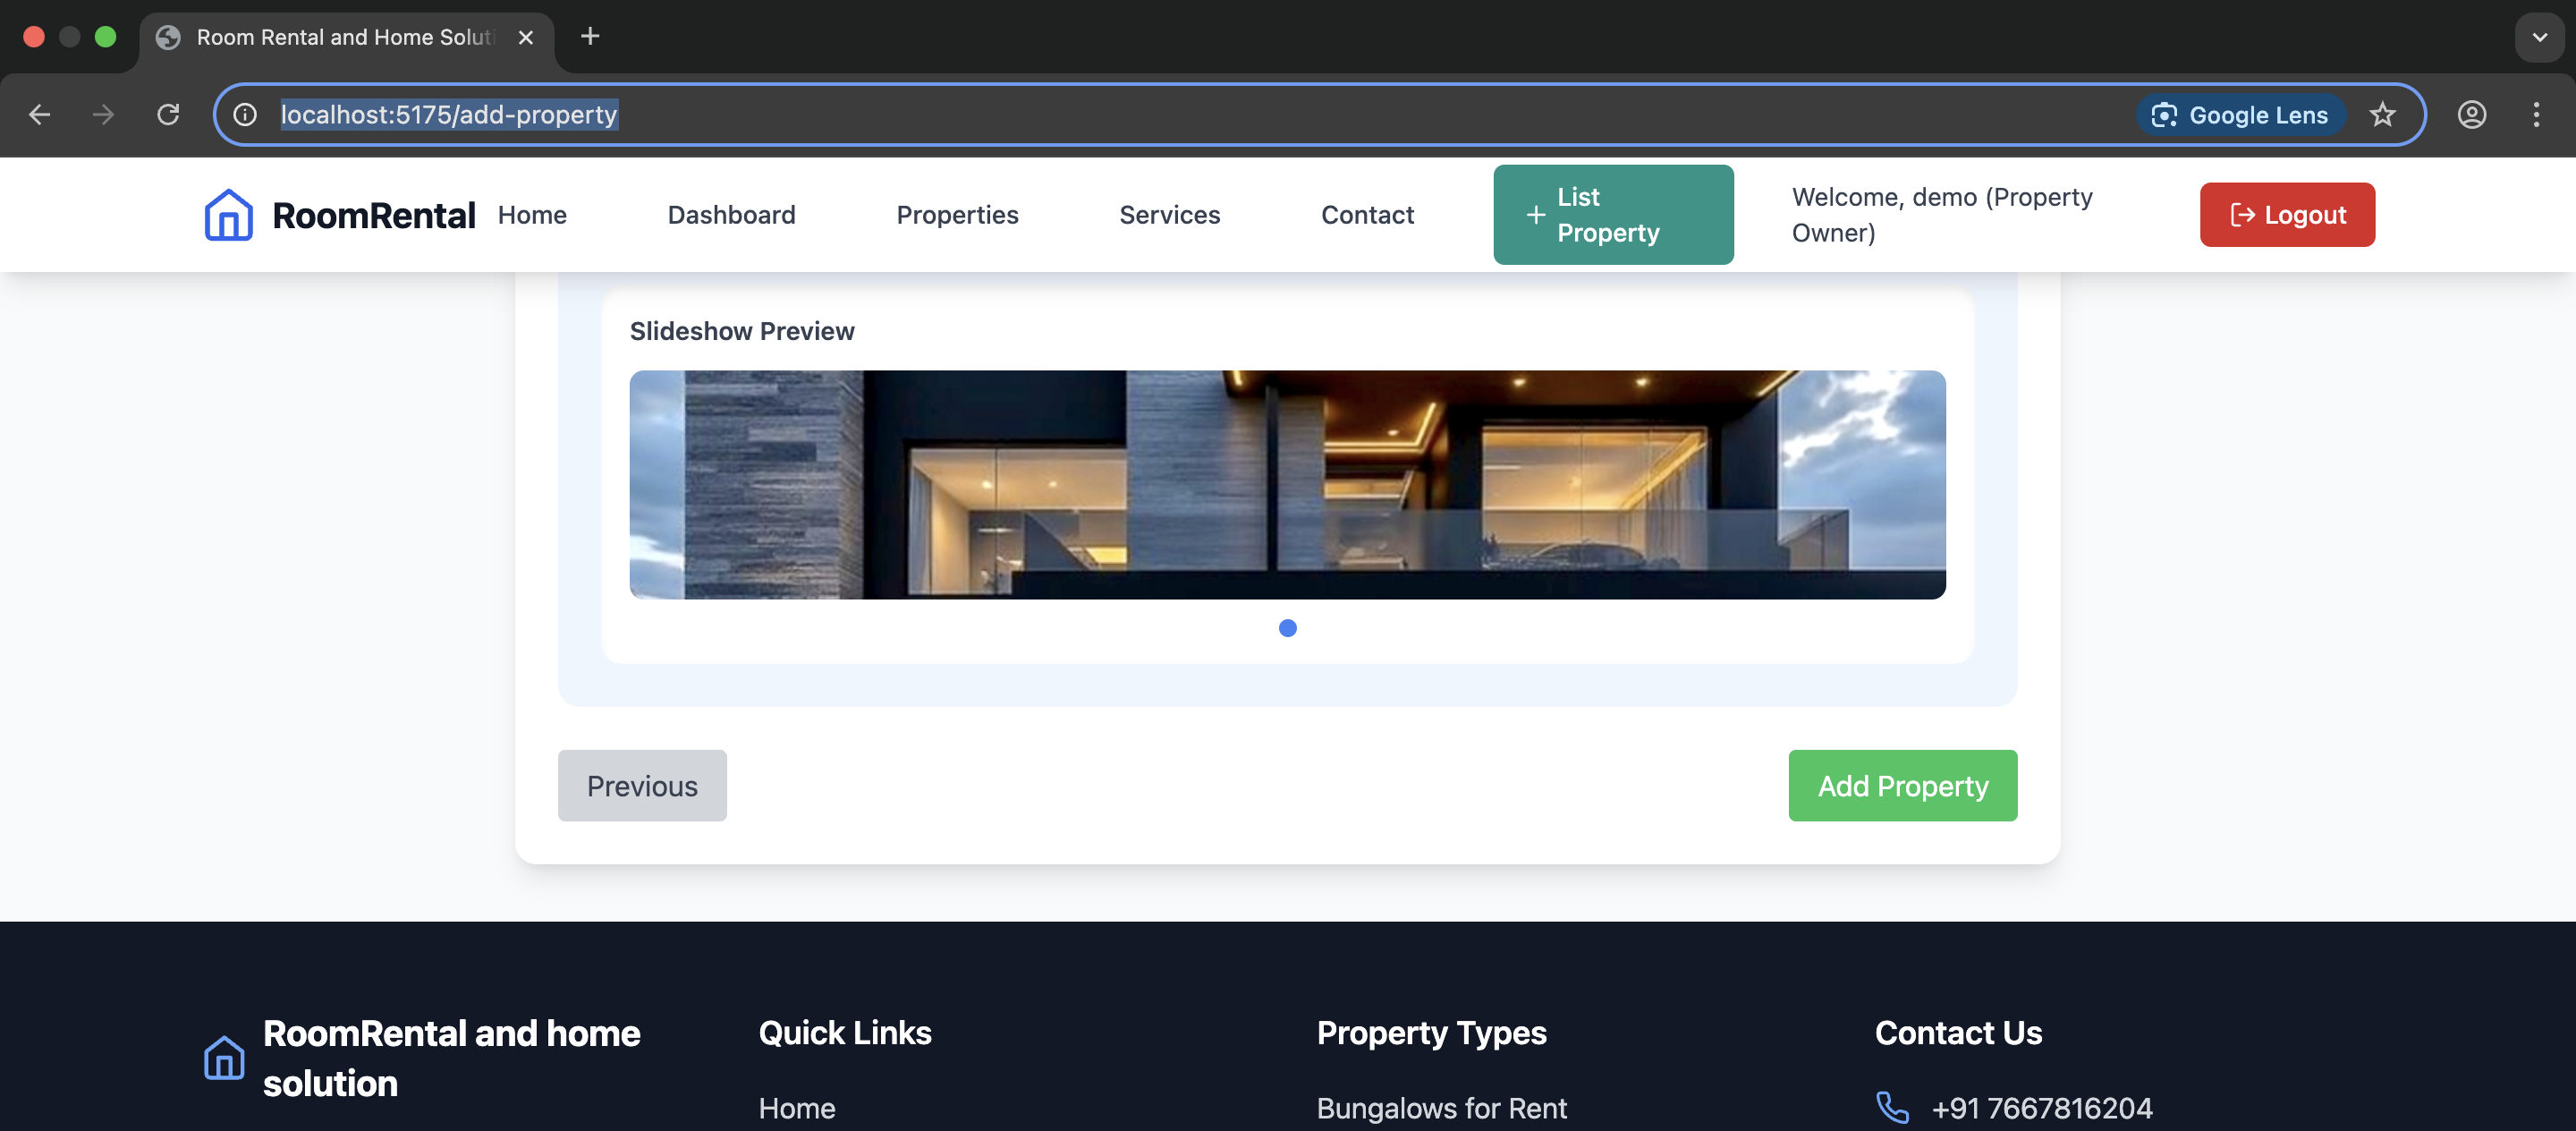 Room Rental and Home Soluti
localhost:5175/add-property
Google Lens
RoomRental
Home
Dashboard
Properties
Services
Contact
List
Property
Welcome, demo (Property
Owner)
Logout
Slideshow Preview
Previous
Add Property
RoomRental and home
solution
Quick Links
Home
Property Types
Bungalows for Rent
Contact Us
+91 7667816204